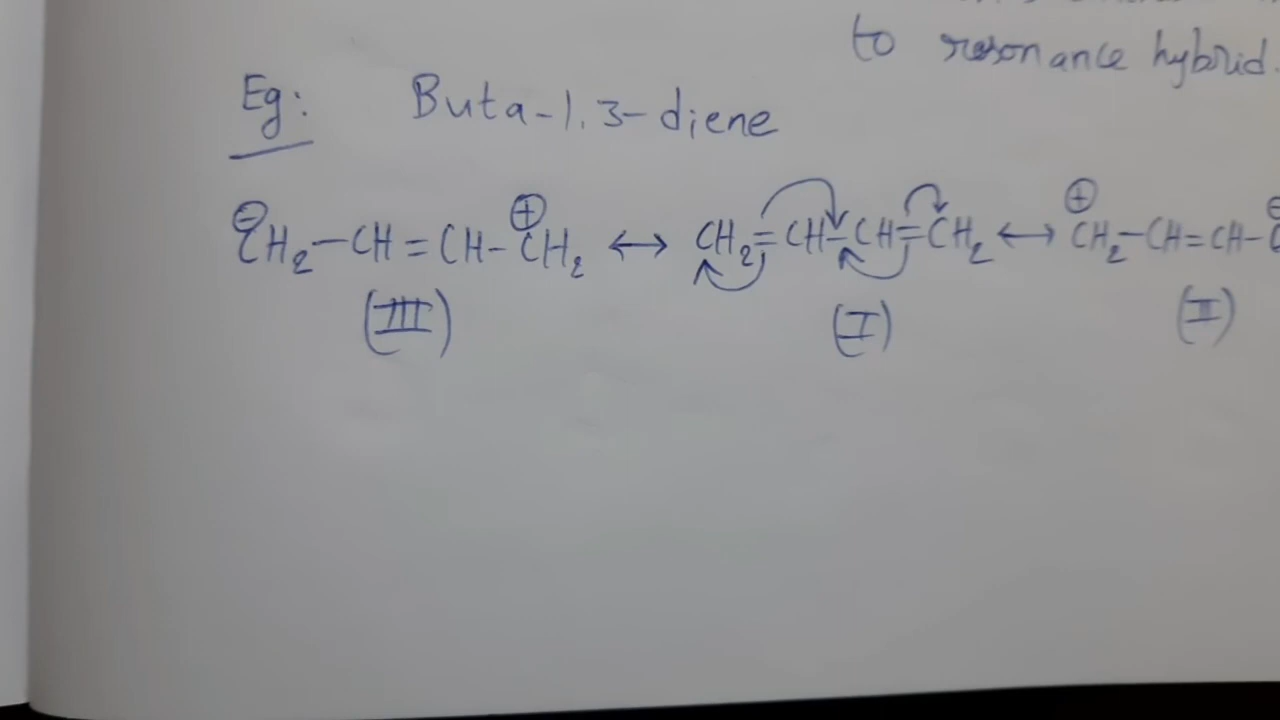 to resonance hybrid.
Eg: Buta-1,3-diene
⊖CH₂-CH=CH-⊕CH₂ ↔ CH₂=CH-CH=CH₂ ↔ ⊕CH₂-CH=CH-
(III) (I) (II)